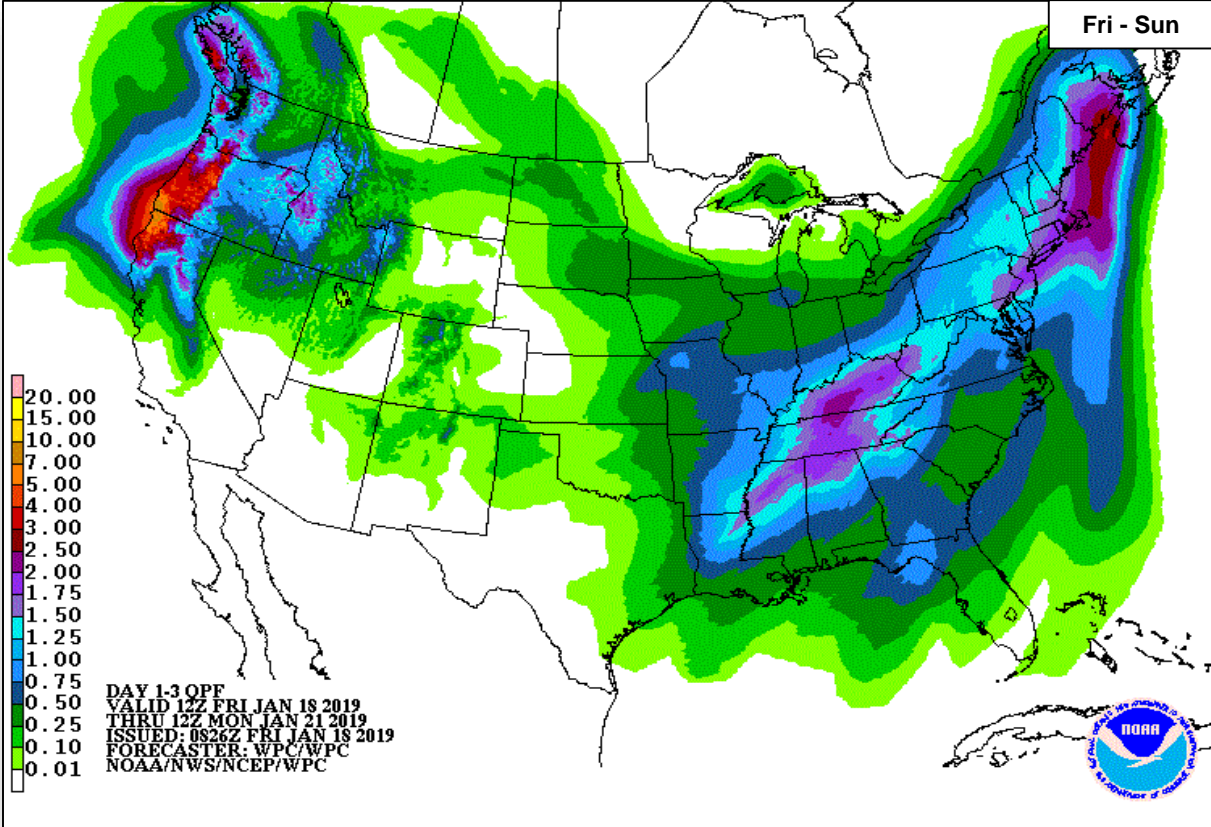 Fri - Sun
20.00
15.00
10.00
7.00
5.00
4.00
3.00
2.50
2.00
1.75
1.50
1.25
1.00
0.75
0.50
0.25
0.10
0.01
DAY 1-3 QPF
VALID 12Z FRI JAN 18 2019
THRU 12Z MON JAN 21 2019
ISSUED: 0826Z FRI JAN 18 2019
FORECASTER: WPC/WPC
NOAA/NWS/NCEP/WPC
NOAA